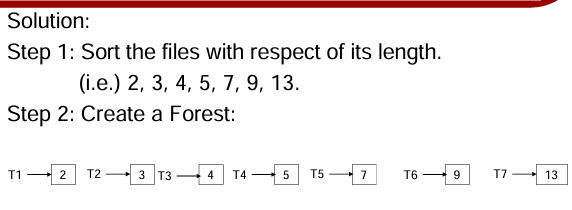 Solution:
Step 1: Sort the files with respect of its length.
(i.e.) 2, 3, 4, 5, 7, 9, 13.
Step 2: Create a Forest:
T1 2 T2 3 T3 4 T4 5 T5 7 T6 9 T7 13